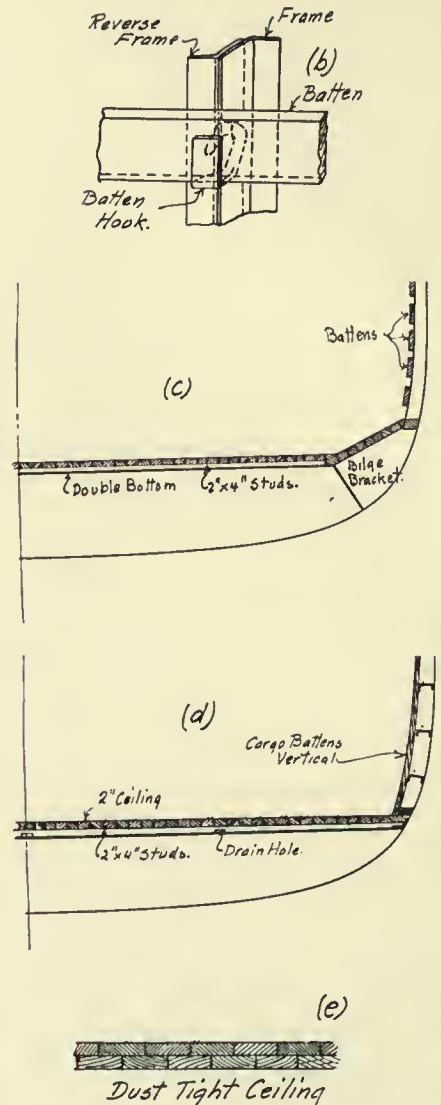 Reverse
Frame
Frame
(b)
Batten
Batten
Hook.
(c)
Battens
Double Bottom
2"x4" Studs.
Bilge
Bracket.
(d)
Cargo Battens
Vertical
2" Ceiling
2"x4" Studs.
Drain Hole.
(e)
Dust Tight Ceiling